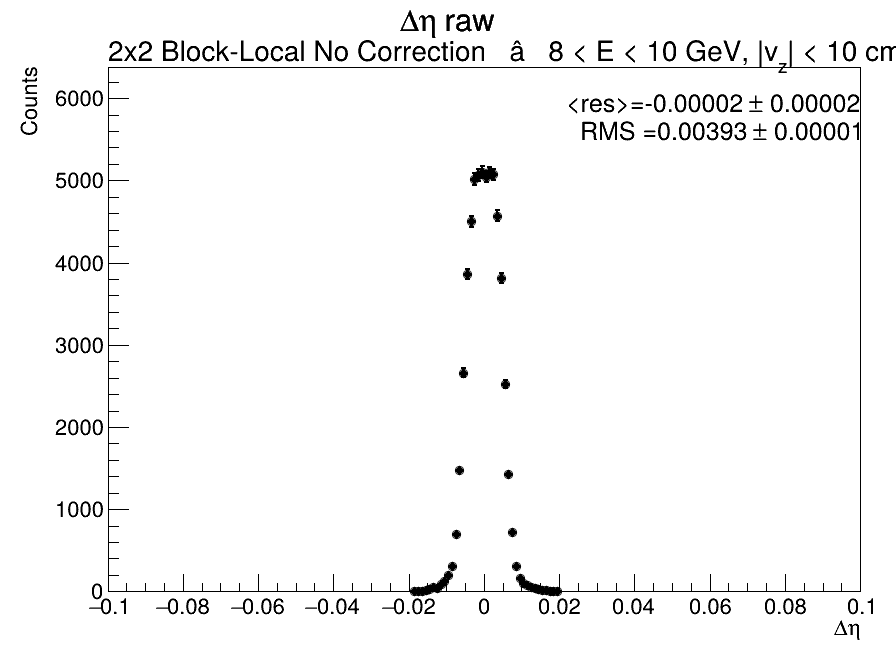 Δη raw
2x2 Block-Local No Correction â 8 < E < 10 GeV, |v_z| < 10 cm
Counts
<res>=-0.00002 ± 0.00002
RMS =0.00393 ± 0.00001
6000
5000
4000
3000
2000
1000
0
−0.1 −0.08 −0.06 −0.04 −0.02 0 0.02 0.04 0.06 0.08 0.1
Δη